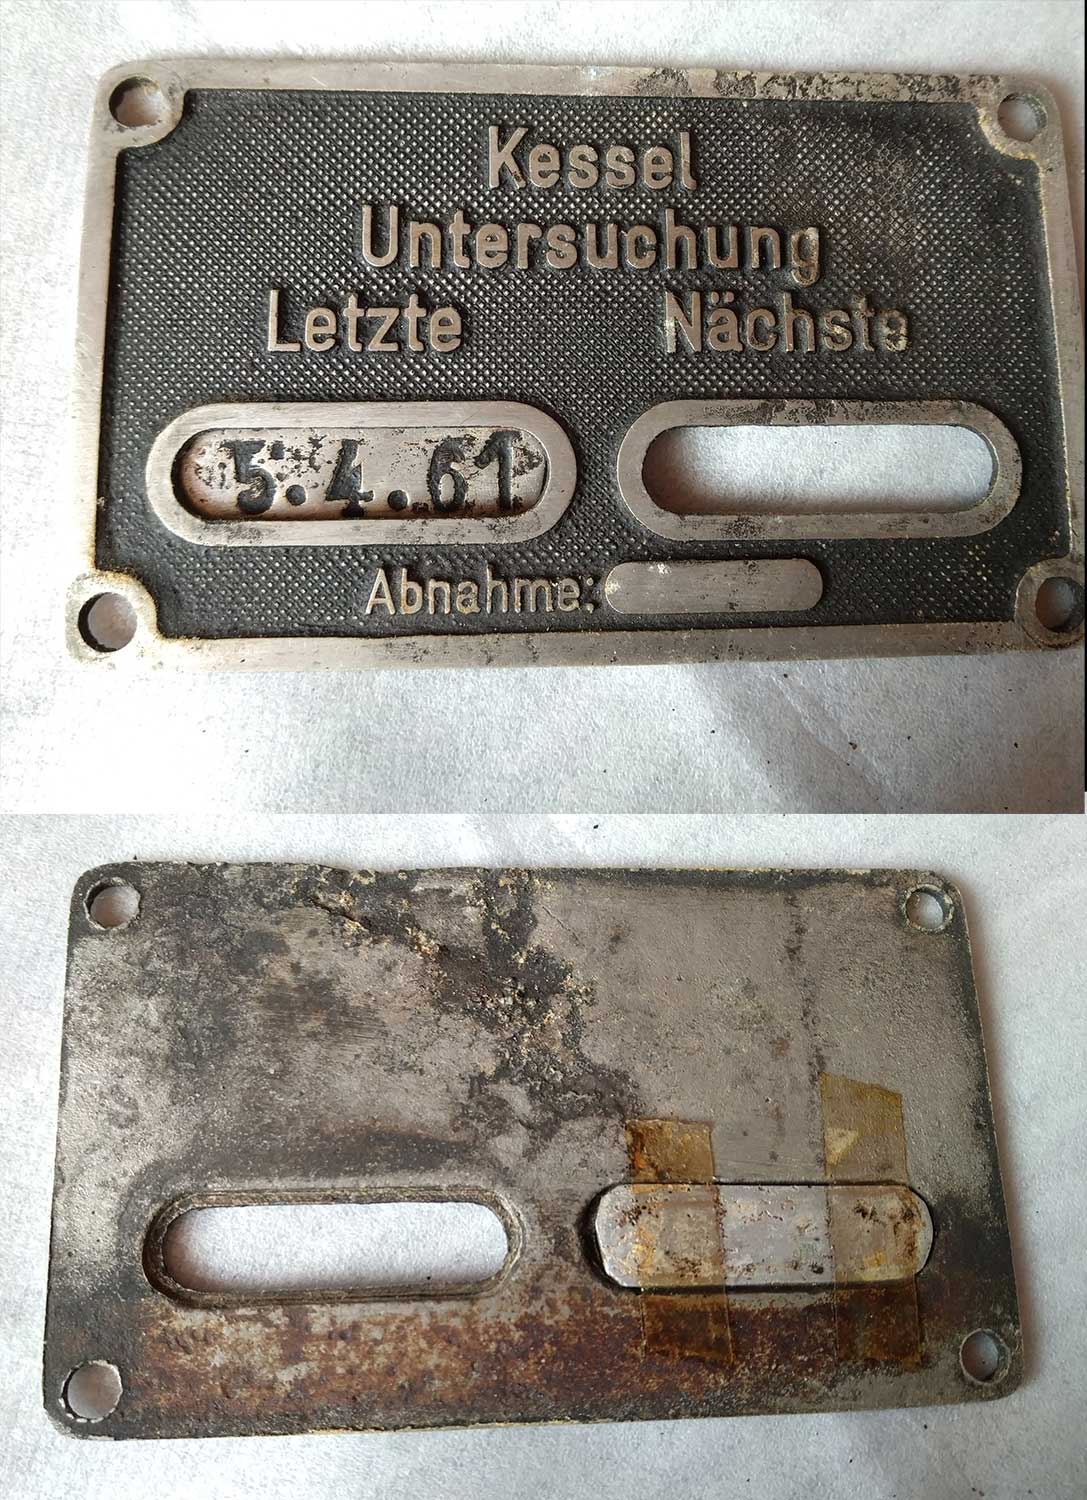 Kessel
Untersuchung
Letzte Nächste
5.4.61
Abnahme: